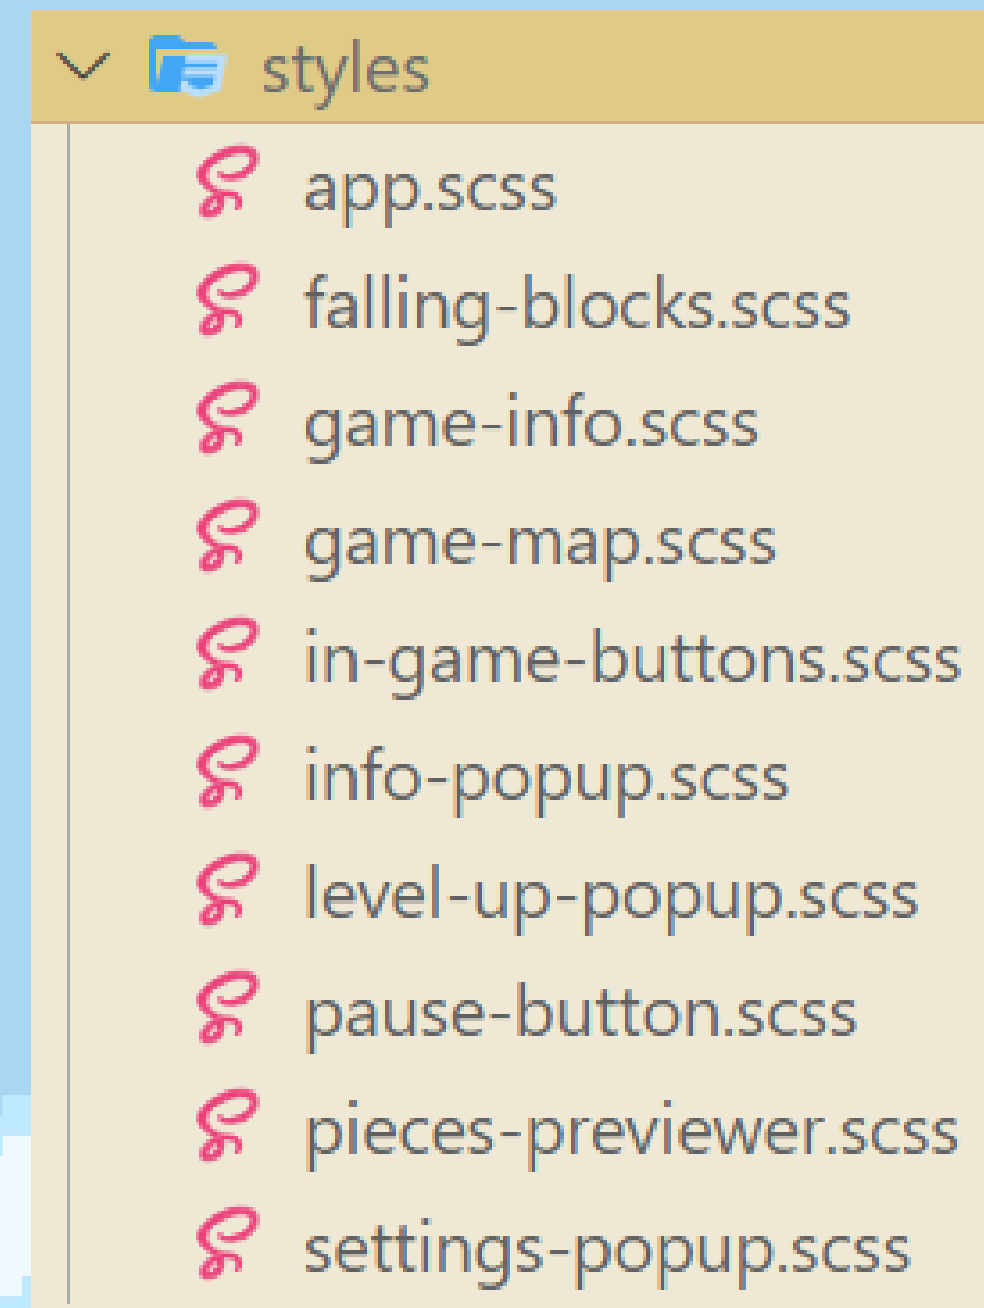 styles
app.scss
falling-blocks.scss
game-info.scss
game-map.scss
in-game-buttons.scss
info-popup.scss
level-up-popup.scss
pause-button.scss
pieces-previewer.scss
settings-popup.scss